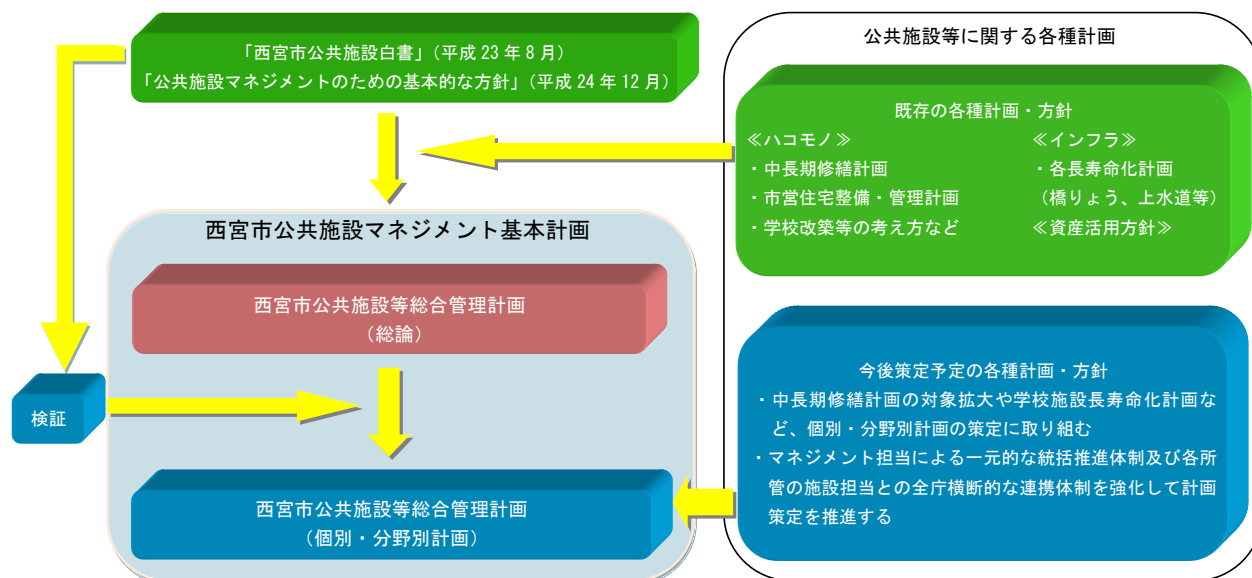 「西宮市公共施設白書」（平成 23 年 8 月）
「公共施設マネジメントのための基本的な方針」（平成 24 年 12 月）
西宮市公共施設マネジメント基本計画
西宮市公共施設等総合管理計画
（総論）
検証
西宮市公共施設等総合管理計画
（個別・分野別計画）
公共施設等に関する各種計画
既存の各種計画・方針
≪ハコモノ≫
・中長期修繕計画
・市営住宅整備・管理計画
・学校改築等の考え方など
≪インフラ≫
・各長寿命化計画
（橋りょう、上水道等）
≪資産活用方針≫
今後策定予定の各種計画・方針
・中長期修繕計画の対象拡大や学校施設長寿命化計画な
ど、個別・分野別計画の策定に取り組む
・マネジメント担当による一元的な統括推進体制及び各所
管の施設担当との全庁横断的な連携体制を強化して計画
策定を推進する